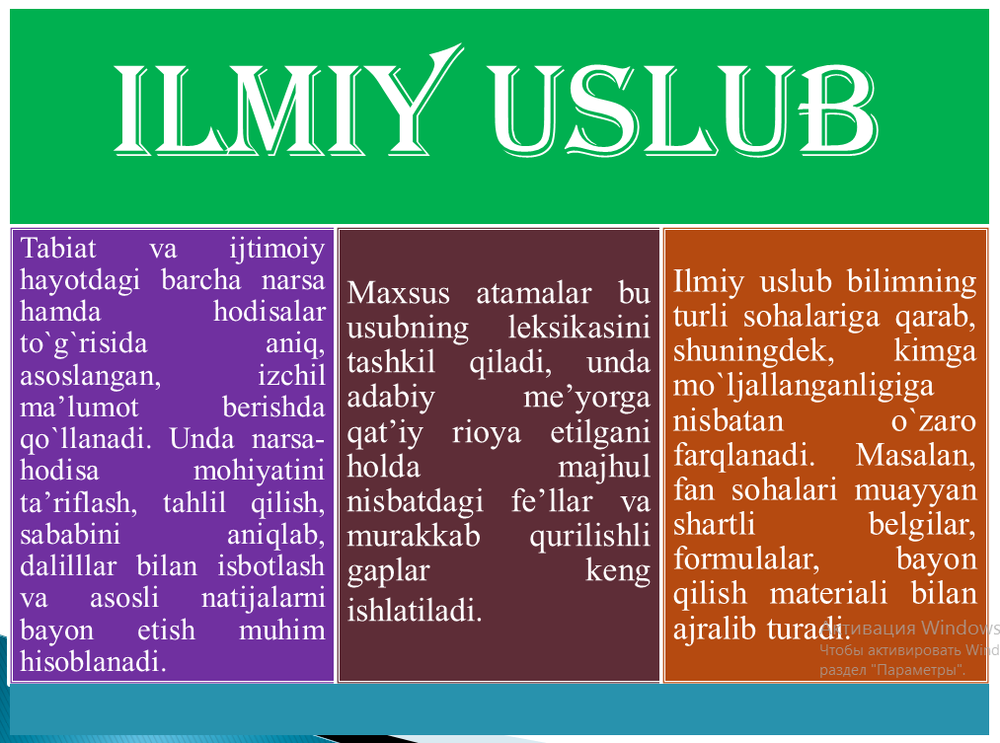 ILMIY USLUB
Tabiat va ijtimoiy
hayotdagi barcha narsa
hamda hodisalar
to`g`risida aniq,
asoslangan, izchil
ma’lumot berishda
qo`llanadi. Unda narsa-
hodisa mohiyatini
ta’riflash, tahlil qilish,
sababini aniqlab,
dalilllar bilan isbotlash
va asosli natijalarni
bayon etish muhim
hisoblanadi.
Maxsus atamalar bu
usubning leksikasini
tashkil qiladi, unda
adabiy me’yorga
qat’iy rioya etilgani
holda majhul
nisbatdagi fe’llar va
murakkab qurilishli
gaplar keng
ishlatiladi.
Ilmiy uslub bilimning
turli sohalariga qarab,
shuningdek, kimga
mo`ljallanganligiga
nisbatan o`zaro
farqlanadi. Masalan,
fan sohalari muayyan
shartli belgilar,
formulalar, bayon
qilish materiali bilan
ajralib turadi.
Активация Windows
Чтобы активировать Wind
раздел "Параметры".